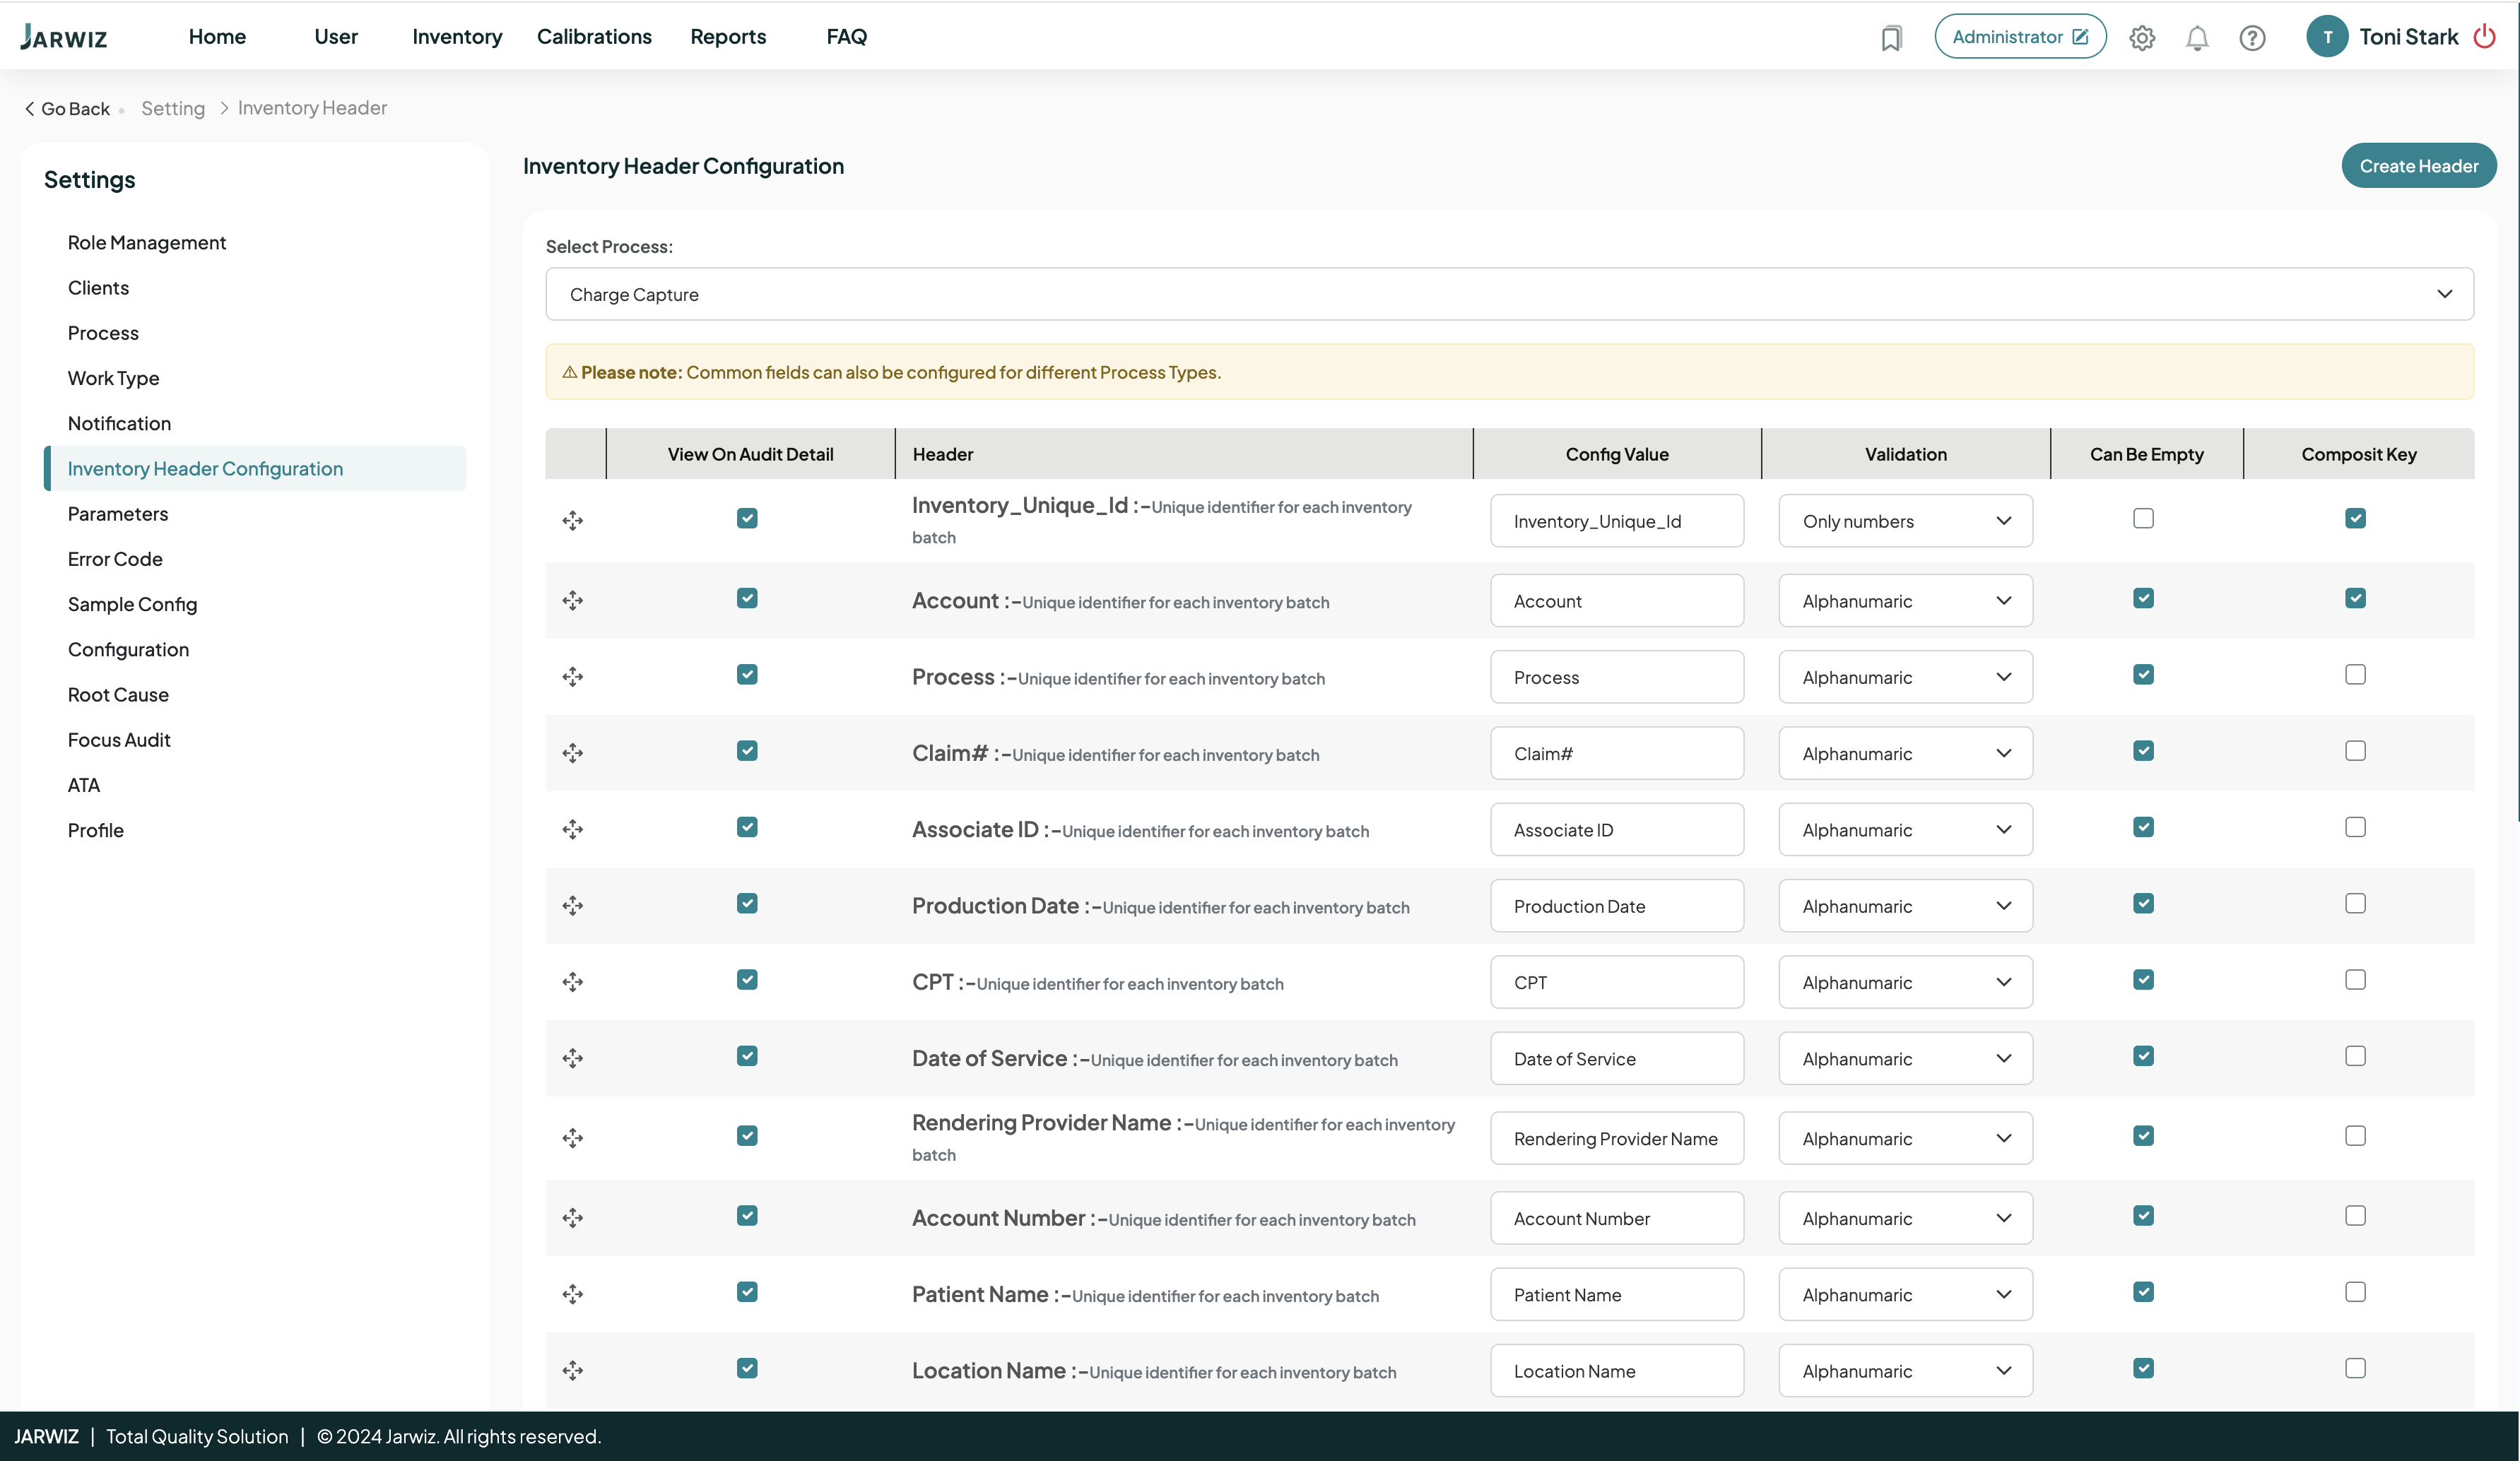 JARWIZ Home User Inventory Calibrations Reports FAQ Administrator T Toni Stark
Go Back Setting Inventory Header
Settings
Role Management
Clients
Process
Work Type
Notification
Inventory Header Configuration
Parameters
Error Code
Sample Config
Configuration
Root Cause
Focus Audit
ATA
Profile
Inventory Header Configuration Create Header
Select Process:
Charge Capture
⚠ Please note: Common fields can also be configured for different Process Types.
View On Audit Detail Header Config Value Validation Can Be Empty Composit Key
Inventory_Unique_Id :-Unique identifier for each inventory
batch
Inventory_Unique_Id Only numbers
Account :-Unique identifier for each inventory batch Account Alphanumaric
Process :-Unique identifier for each inventory batch Process Alphanumaric
Claim# :-Unique identifier for each inventory batch Claim# Alphanumaric
Associate ID :-Unique identifier for each inventory batch Associate ID Alphanumaric
Production Date :-Unique identifier for each inventory batch Production Date Alphanumaric
CPT :-Unique identifier for each inventory batch CPT Alphanumaric
Date of Service :-Unique identifier for each inventory batch Date of Service Alphanumaric
Rendering Provider Name :-Unique identifier for each inventory
batch
Rendering Provider Name Alphanumaric
Account Number :-Unique identifier for each inventory batch Account Number Alphanumaric
Patient Name :-Unique identifier for each inventory batch Patient Name Alphanumaric
Location Name :-Unique identifier for each inventory batch Location Name Alphanumaric
JARWIZ | Total Quality Solution | © 2024 Jarwiz. All rights reserved.